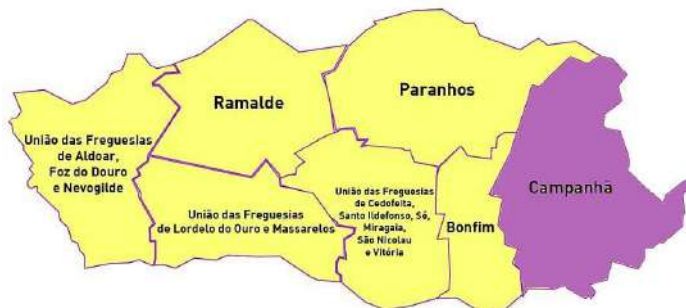 Ramalde
Paranhos
União das Freguesias
de Aldoar,
Foz do Douro
e Nevogilde
União das Freguesias
de Lordelo do Ouro e Massarelos
União das Freguesias
de Cedofeita,
Santo Ildefonso, Sé,
Miragaia,
São Nicolau
e Vitória
Bonfim
Campanhã